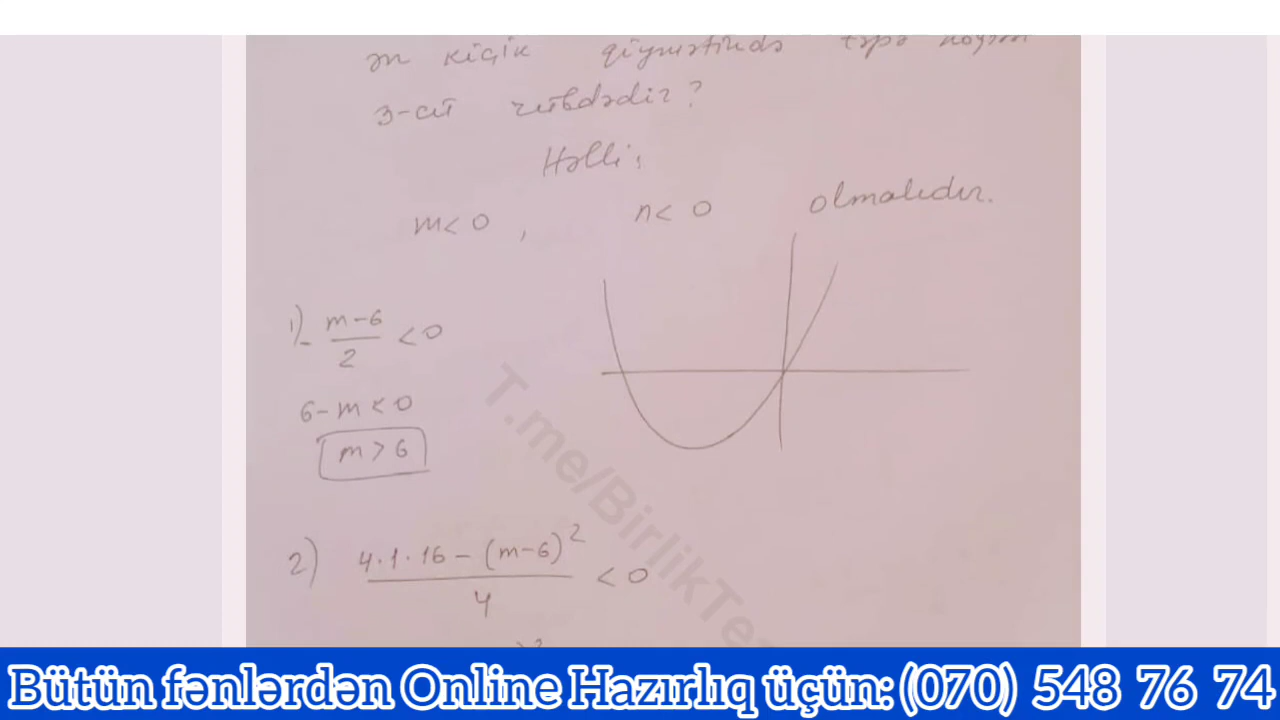 ən kiçik qiymətində təpə nöqtəsi
3-cü rübdədir?
Həlli:
m < 0 , n < 0 olmalıdır.
1) - \frac{m-6}{2} < 0
6 - m < 0
m > 6
2) \frac{4·1·16 - (m-6)^2}{4} < 0
T.me/BirlikTe
Bütün fənlərdən Online Hazırlıq üçün: (070) 548 76 74